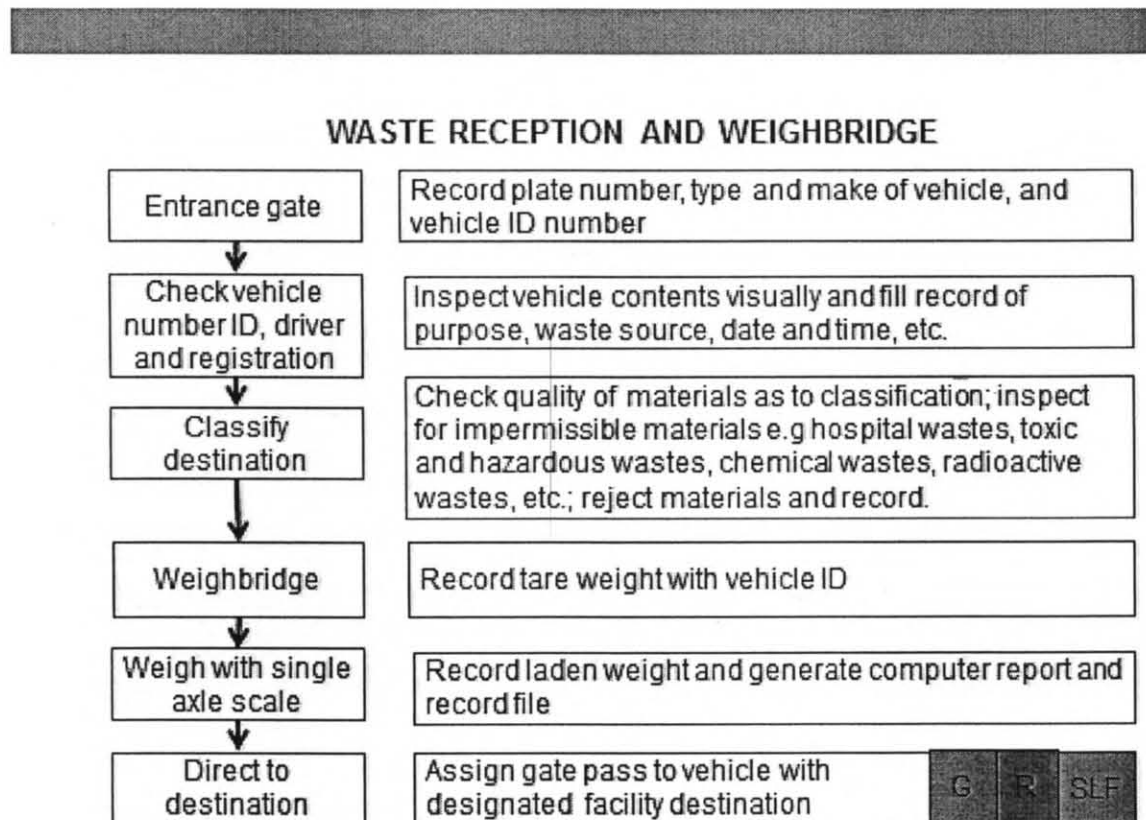 WASTE RECEPTION AND WEIGHBRIDGE
Entrance gate
Record plate number, type and make of vehicle, and
vehicle ID number
Check vehicle
number ID, driver
and registration
Inspect vehicle contents visually and fill record of
purpose, waste source, date and time, etc.
Classify
destination
Check quality of materials as to classification; inspect
for impermissible materials e.g hospital wastes, toxic
and hazardous wastes, chemical wastes, radioactive
wastes, etc.; reject materials and record.
Weighbridge
Record tare weight with vehicle ID
Weigh with single
axle scale
Record laden weight and generate computer report and
record file
Direct to
destination
Assign gate pass to vehicle with
designated facility destination
G R SLF